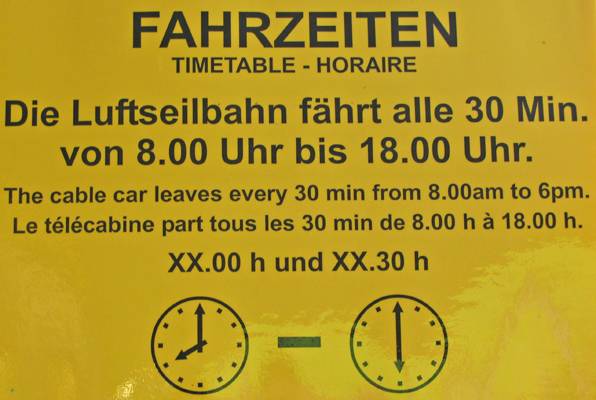 FAHRZEITEN
TIMETABLE - HORAIRE
Die Luftseilbahn fährt alle 30 Min.
von 8.00 Uhr bis 18.00 Uhr.
The cable car leaves every 30 min from 8.00am to 6pm.
Le télécabine part tous les 30 min de 8.00 h à 18.00 h.
XX.00 h und XX.30 h